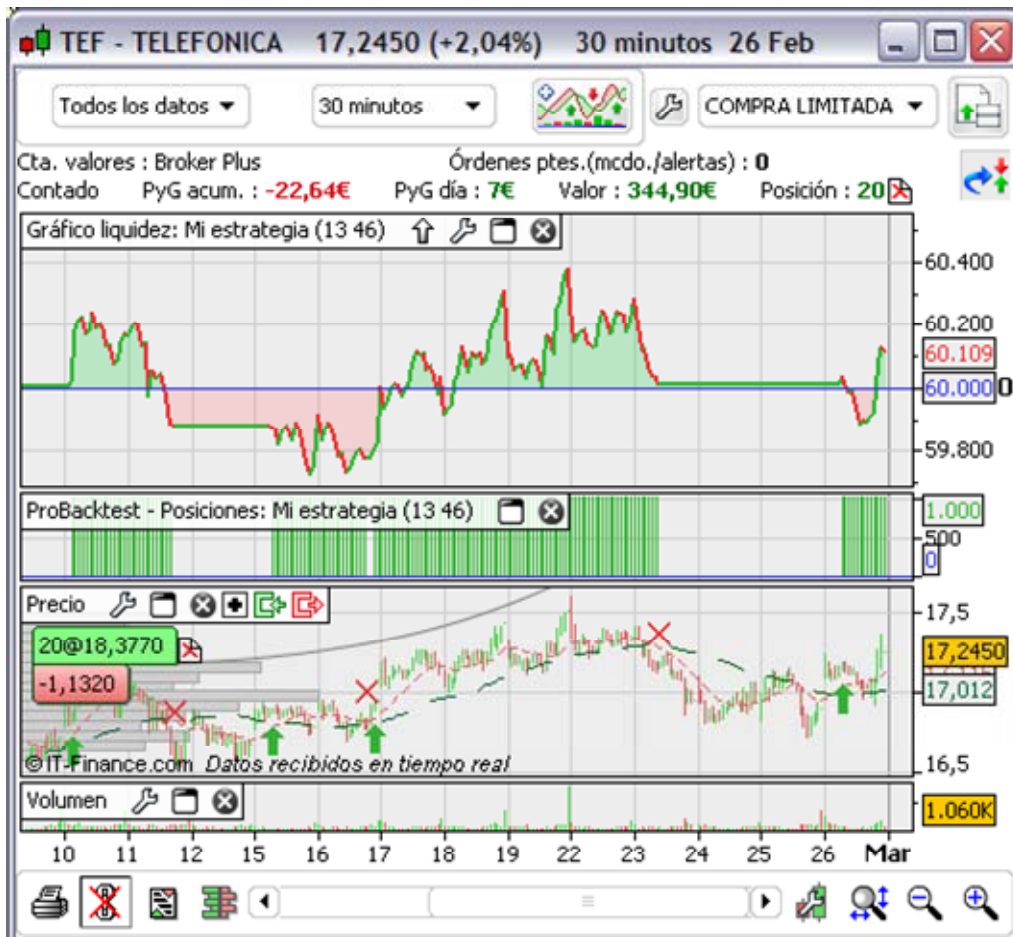 TEF - TELEFONICA 17,2450 (+2,04%) 30 minutos 26 Feb
Todos los datos 30 minutos COMPRA LIMITADA
Cta. valores : Broker Plus Órdenes ptes.(mcdo./alertas) : 0
Contado PyG acum. : -22,64€ PyG día : 7€ Valor : 344,90€ Posición : 20
Gráfico liquidez: Mi estrategia (13 46)
60.400
60.200
60.109
60.000
59.800
ProBacktest - Posiciones: Mi estrategia (13 46)
1.000
500
0
Precio
17,5
20@18,3770
17,2450
-1,1320
17,012
16,5
© IT-Finance.com Datos recibidos en tiempo real
Volumen
1.060K
10 11 12 15 16 17 18 19 22 23 24 25 26 Mar